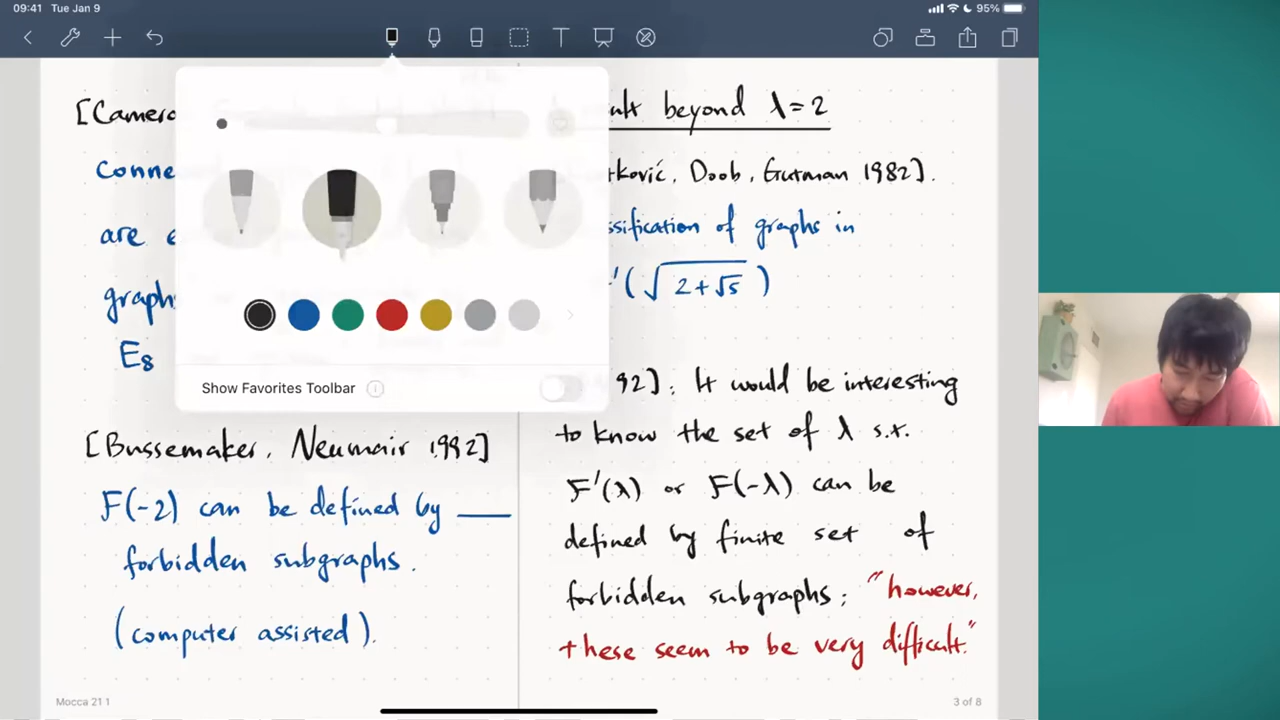 09:41 Tue Jan 9
95%
[Camero
Conne
are e
graph
E8
Show Favorites Toolbar
[Bussemaker, Neumair 1992]
F(-2) can be defined by ___
forbidden subgraphs.
(computer assisted).
Mocca 21 1
beyond λ=2
Doob, Gutman 1982].
ssification of graphs in
'(√(2+√5))
92]: It would be interesting
to know the set of λ s.t.
F'(λ) or F(-λ) can be
defined by finite set of
forbidden subgraphs; "however,
these seem to be very difficult."
3 of 8